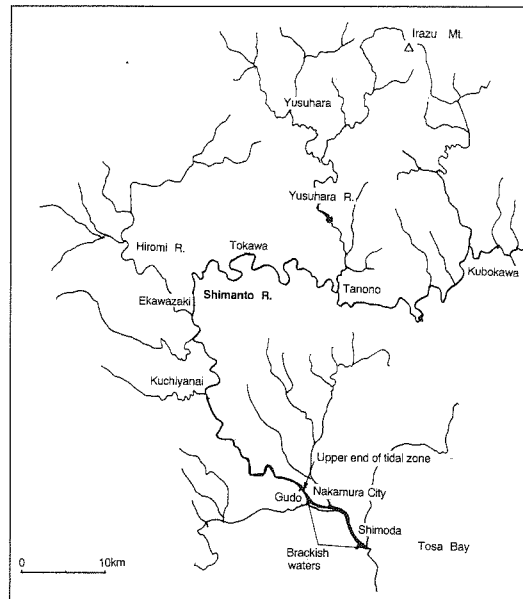 Irazu Mt.
Yusuhara
Yusuhara R.
Hiromi R.
Tokawa
Kubokawa
Ekawazaki
Shimanto R.
Tanono
Kuchiyanai
Upper end of tidal zone
Nakamura City
Gudo
Shimoda
Tosa Bay
Brackish
waters
0
10km